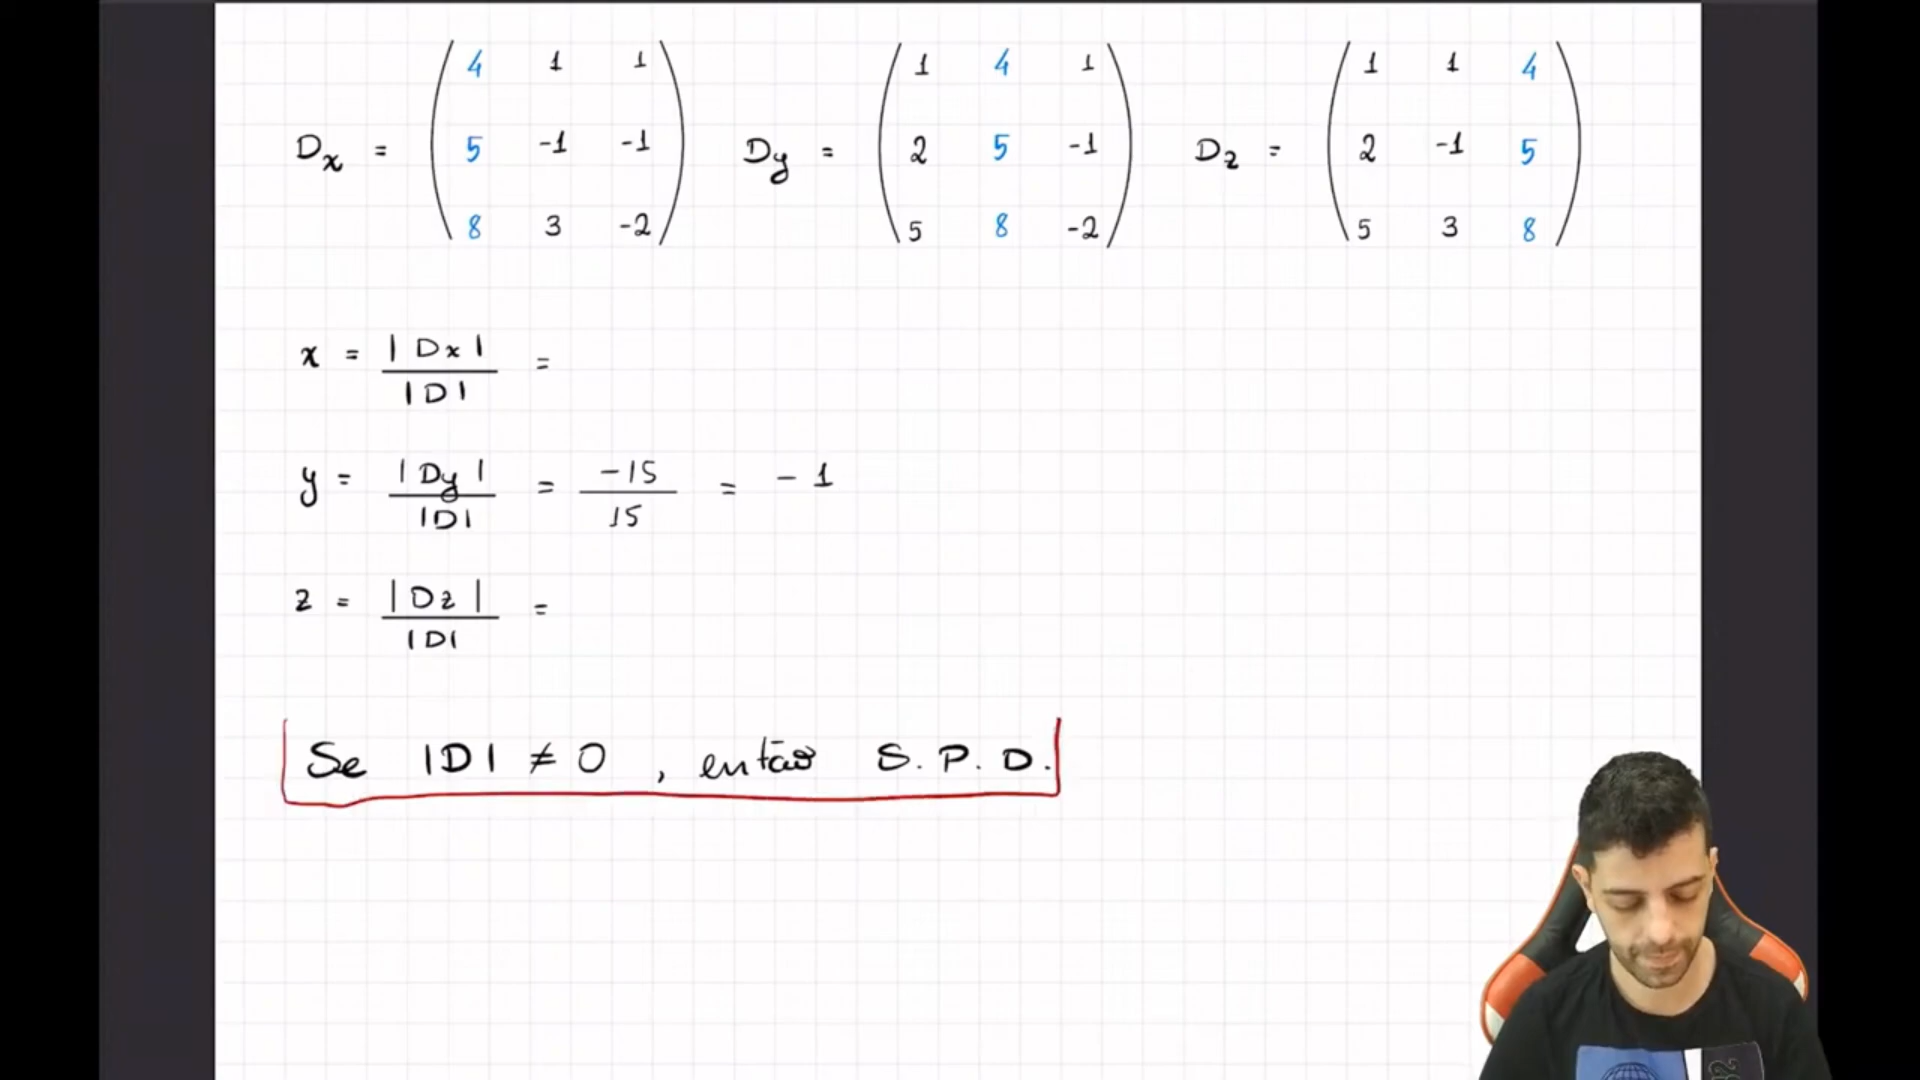 Dx = ( 4 1 1 Dy = ( 1 4 1 Dz = ( 1 1 4
5 -1 -1 2 5 -1 2 -1 5
8 3 -2 ) 5 8 -2 ) 5 3 8 )
x = |Dx| / |D| =
y = |Dy| / |D| = -15 / 15 = - 1
z = |Dz| / |D| =
Se |D| ≠ 0 , então S. P. D.